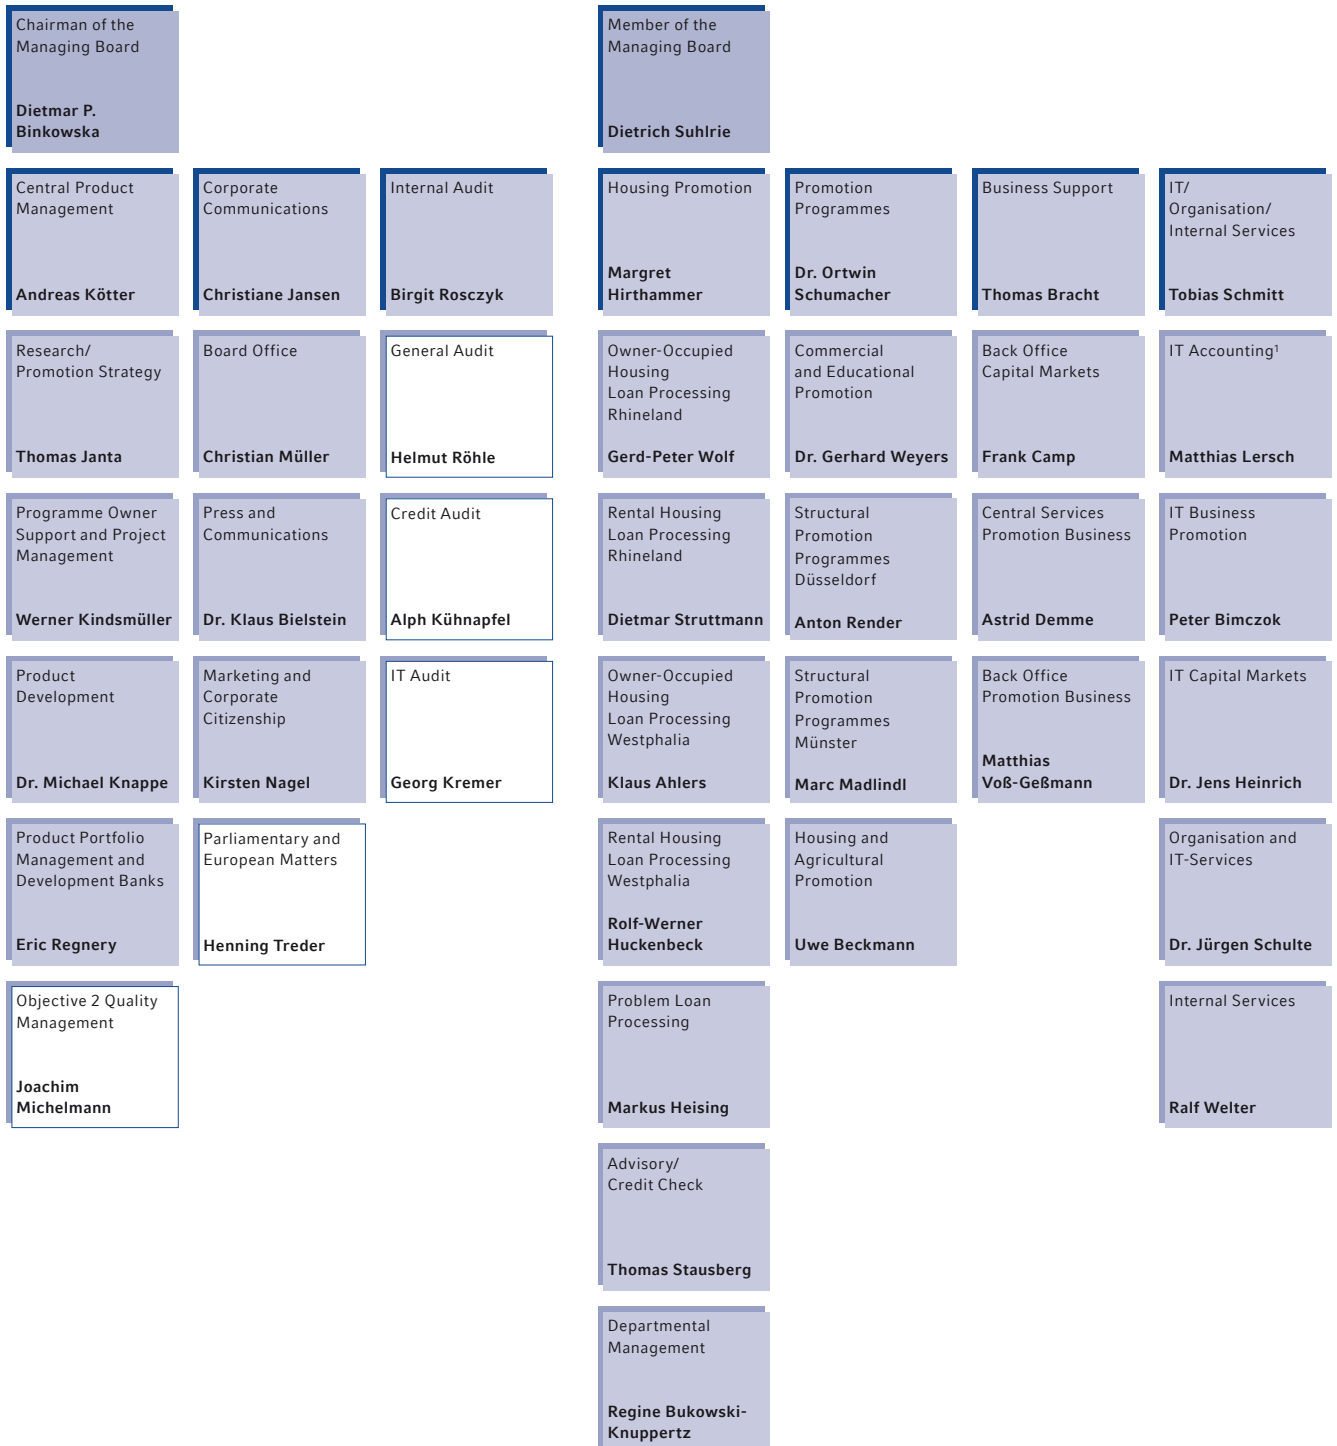 Chairman of the
Managing Board
Dietmar P.
Binkowska
Member of the
Managing Board
Dietrich Suhlrie
Central Product
Management
Andreas Kötter
Corporate
Communications
Christiane Jansen
Internal Audit
Birgit Rosczyk
Housing Promotion
Margret
Hirthammer
Promotion
Programmes
Dr. Ortwin
Schumacher
Business Support
Thomas Bracht
IT/
Organisation/
Internal Services
Tobias Schmitt
Research/
Promotion Strategy
Thomas Janta
Board Office
Christian Müller
General Audit
Helmut Röhle
Owner-Occupied
Housing
Loan Processing
Rhineland
Gerd-Peter Wolf
Commercial
and Educational
Promotion
Dr. Gerhard Weyers
Back Office
Capital Markets
Frank Camp
IT Accounting¹
Matthias Lersch
Programme Owner
Support and Project
Management
Werner Kindsmüller
Press and
Communications
Dr. Klaus Bielstein
Credit Audit
Alph Kühnapfel
Rental Housing
Loan Processing
Rhineland
Dietmar Struttmann
Structural
Promotion
Programmes
Düsseldorf
Anton Render
Central Services
Promotion Business
Astrid Demme
IT Business
Promotion
Peter Bimczok
Product
Development
Dr. Michael Knappe
Marketing and
Corporate
Citizenship
Kirsten Nagel
IT Audit
Georg Kremer
Owner-Occupied
Housing
Loan Processing
Westphalia
Klaus Ahlers
Structural
Promotion
Programmes
Münster
Marc Madlindl
Back Office
Promotion Business
Matthias
Voß-Geßmann
IT Capital Markets
Dr. Jens Heinrich
Product Portfolio
Management and
Development Banks
Eric Regnery
Parliamentary and
European Matters
Henning Treder
Rental Housing
Loan Processing
Westphalia
Rolf-Werner
Huckenbeck
Housing and
Agricultural
Promotion
Uwe Beckmann
Organisation and
IT-Services
Dr. Jürgen Schulte
Objective 2 Quality
Management
Joachim
Michelmann
Problem Loan
Processing
Markus Heising
Internal Services
Ralf Welter
Advisory/
Credit Check
Thomas Stausberg
Departmental
Management
Regine Bukowski-
Knuppertz